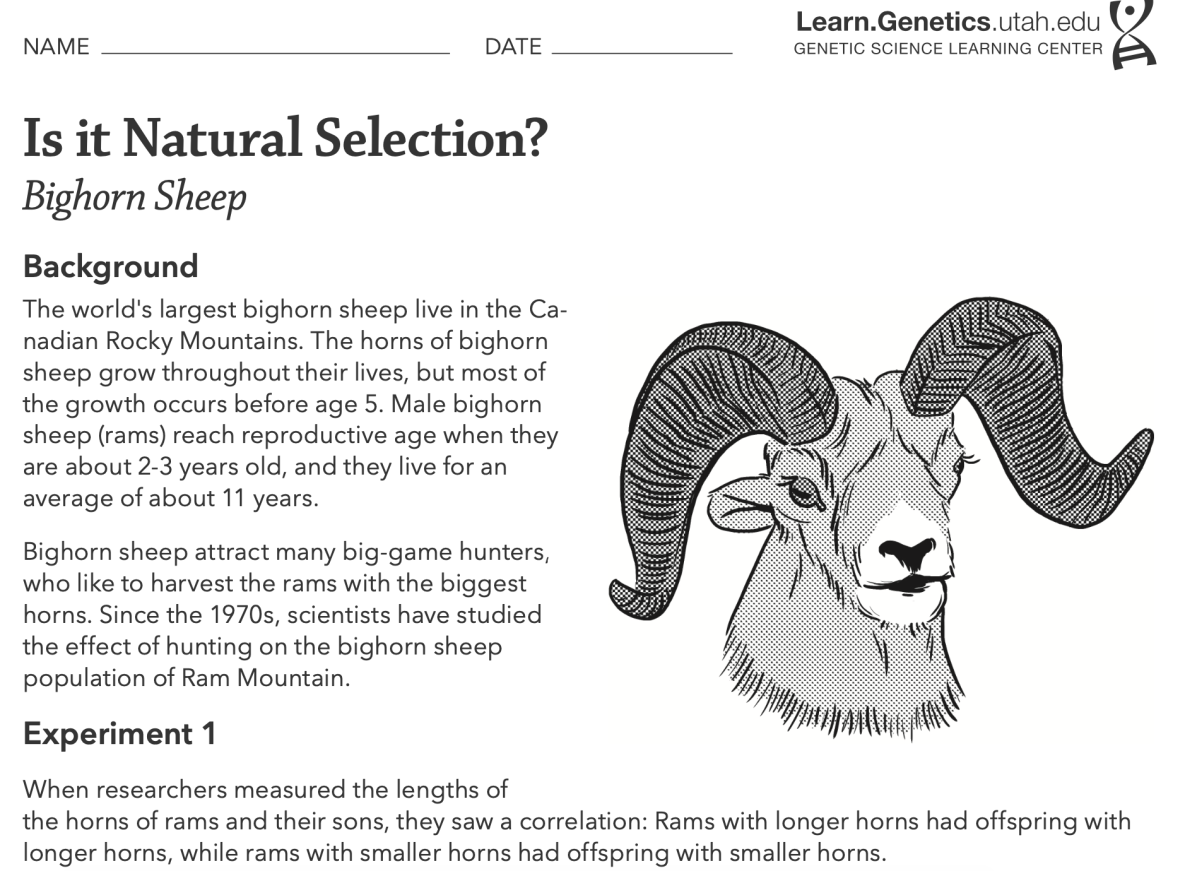 NAME DATE
Learn.Genetics.utah.edu
GENETIC SCIENCE LEARNING CENTER
Is it Natural Selection?
Bighorn Sheep
Background
The world's largest bighorn sheep live in the Ca-
nadian Rocky Mountains. The horns of bighorn
sheep grow throughout their lives, but most of
the growth occurs before age 5. Male bighorn
sheep (rams) reach reproductive age when they
are about 2-3 years old, and they live for an
average of about 11 years.
Bighorn sheep attract many big-game hunters,
who like to harvest the rams with the biggest
horns. Since the 1970s, scientists have studied
the effect of hunting on the bighorn sheep
population of Ram Mountain.
Experiment 1
When researchers measured the lengths of
the horns of rams and their sons, they saw a correlation: Rams with longer horns had offspring with
longer horns, while rams with smaller horns had offspring with smaller horns.